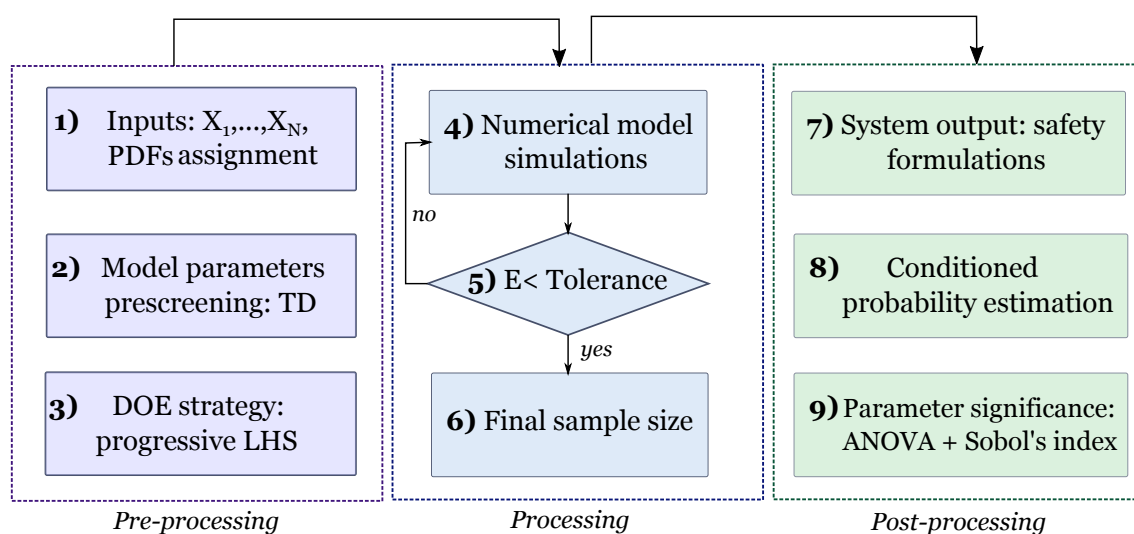 1) Inputs: X₁,...,X_N,
PDFs assignment
2) Model parameters
prescreening: TD
3) DOE strategy:
progressive LHS
Pre-processing
4) Numerical model
simulations
no
5) E< Tolerance
yes
6) Final sample size
Processing
7) System output: safety
formulations
8) Conditioned
probability estimation
9) Parameter significance:
ANOVA + Sobol's index
Post-processing